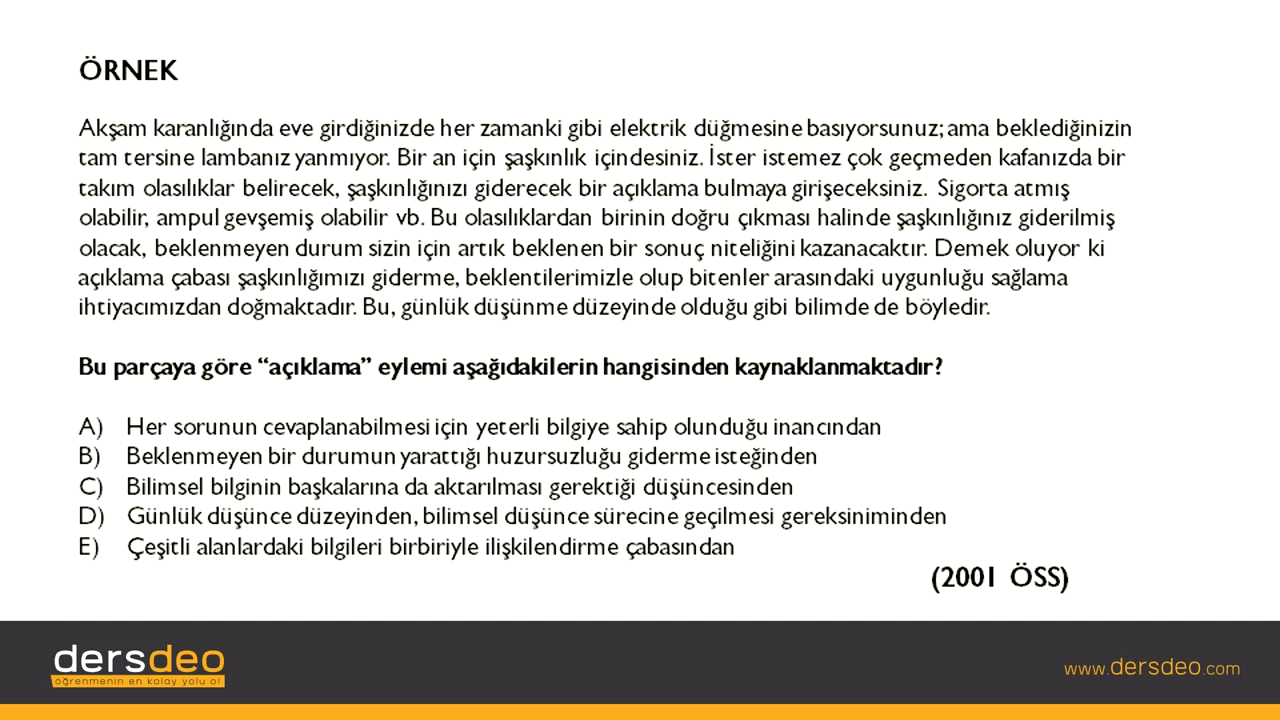 ÖRNEK
Akşam karanlığında eve girdiğinizde her zamanki gibi elektrik düğmesine basıyorsunuz; ama beklediğinizin
tam tersine lambanız yanmıyor. Bir an için şaşkınlık içindesiniz. İster istemez çok geçmeden kafanızda bir
takım olasılıklar belirecek, şaşkınlığınızı giderecek bir açıklama bulmaya girişeceksiniz. Sigorta atmış
olabilir, ampul gevşemiş olabilir vb. Bu olasılıklardan birinin doğru çıkması halinde şaşkınlığınız giderilmiş
olacak, beklenmeyen durum sizin için artık beklenen bir sonuç niteliğini kazanacaktır. Demek oluyor ki
açıklama çabası şaşkınlığımızı giderme, beklentilerimizle olup bitenler arasındaki uygunluğu sağlama
ihtiyacımızdan doğmaktadır. Bu, günlük düşünme düzeyinde olduğu gibi bilimde de böyledir.
Bu parçaya göre “açıklama” eylemi aşağıdakilerin hangisinden kaynaklanmaktadır?
A) Her sorunun cevaplanabilmesi için yeterli bilgiye sahip olunduğu inancından
B) Beklenmeyen bir durumun yarattığı huzursuzluğu giderme isteğinden
C) Bilimsel bilginin başkalarına da aktarılması gerektiği düşüncesinden
D) Günlük düşünce düzeyinden, bilimsel düşünce sürecine geçilmesi gereksiniminden
E) Çeşitli alanlardaki bilgileri birbiriyle ilişkilendirme çabasından
(2001 ÖSS)
dersdeo
öğrenmenin en kolay yolu o!
www.dersdeo.com